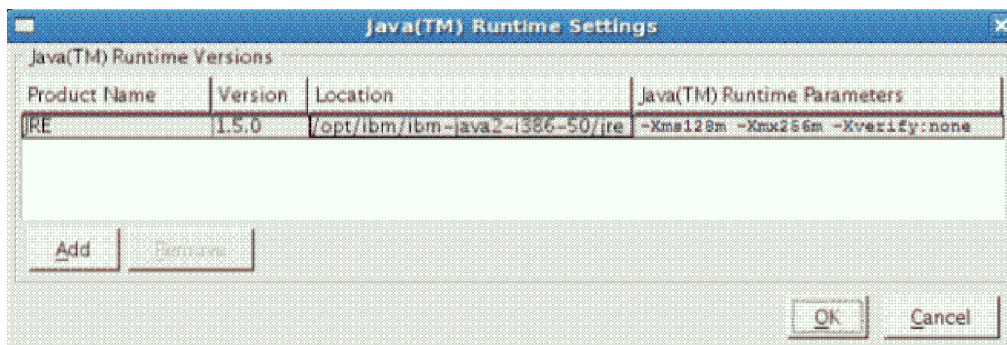 Java(TM) Runtime Settings
Java(TM) Runtime Versions
Product Name Version Location Java(TM) Runtime Parameters
JRE 1.5.0 /opt/ibm/ibm-java2-i386-50/jre -Xms128m -Xmx256m -Xverify:none
Add Remove
OK Cancel